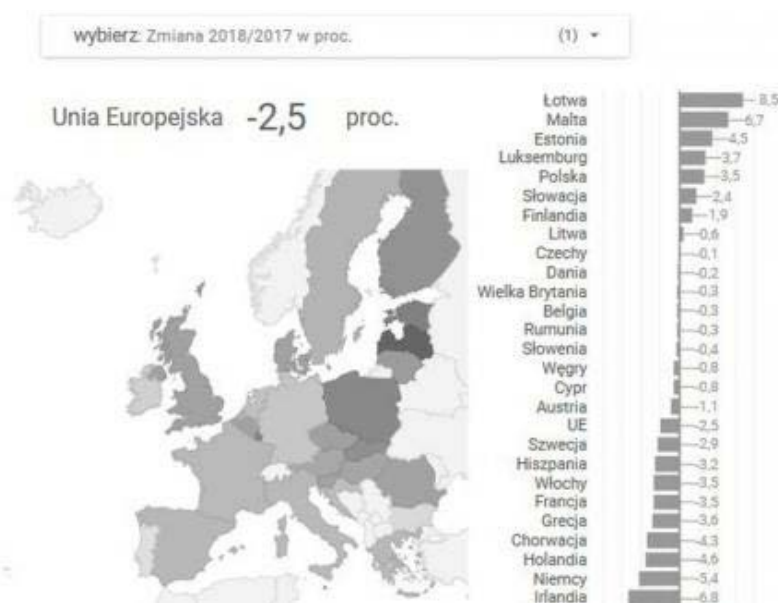 wybierz: Zmiana 2018/2017 w proc. (1)
Unia Europejska -2,5 proc.
Łotwa 8,5
Malta 6,7
Estonia 4,5
Luksemburg 3,7
Polska 3,5
Słowacja 2,4
Finlandia 1,9
Litwa 0,6
Czechy -0,1
Dania -0,2
Wielka Brytania -0,3
Belgia -0,3
Rumunia -0,3
Słowenia -0,4
Węgry -0,8
Cypr -0,8
Austria -1,1
UE -2,5
Szwecja -2,9
Hiszpania -3,2
Włochy -3,5
Francja -3,5
Grecja -3,6
Chorwacja -4,3
Holandia -4,6
Niemcy -5,4
Irlandia -6,8